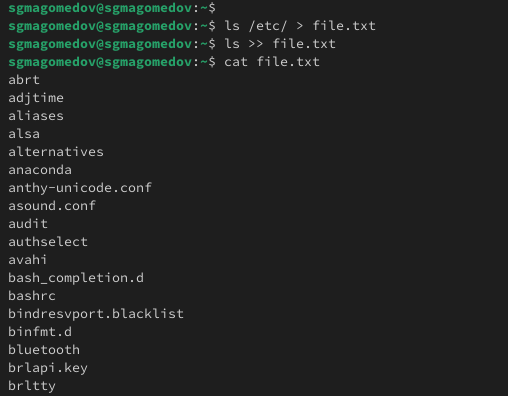 sgmagomedov@sgmagomedov:~$
sgmagomedov@sgmagomedov:~$ ls /etc/ > file.txt
sgmagomedov@sgmagomedov:~$ ls >> file.txt
sgmagomedov@sgmagomedov:~$ cat file.txt
abrt
adjtime
aliases
alsa
alternatives
anaconda
anthy-unicode.conf
asound.conf
audit
authselect
avahi
bash_completion.d
bashrc
bindresvport.blacklist
binfmt.d
bluetooth
brlapi.key
brltty